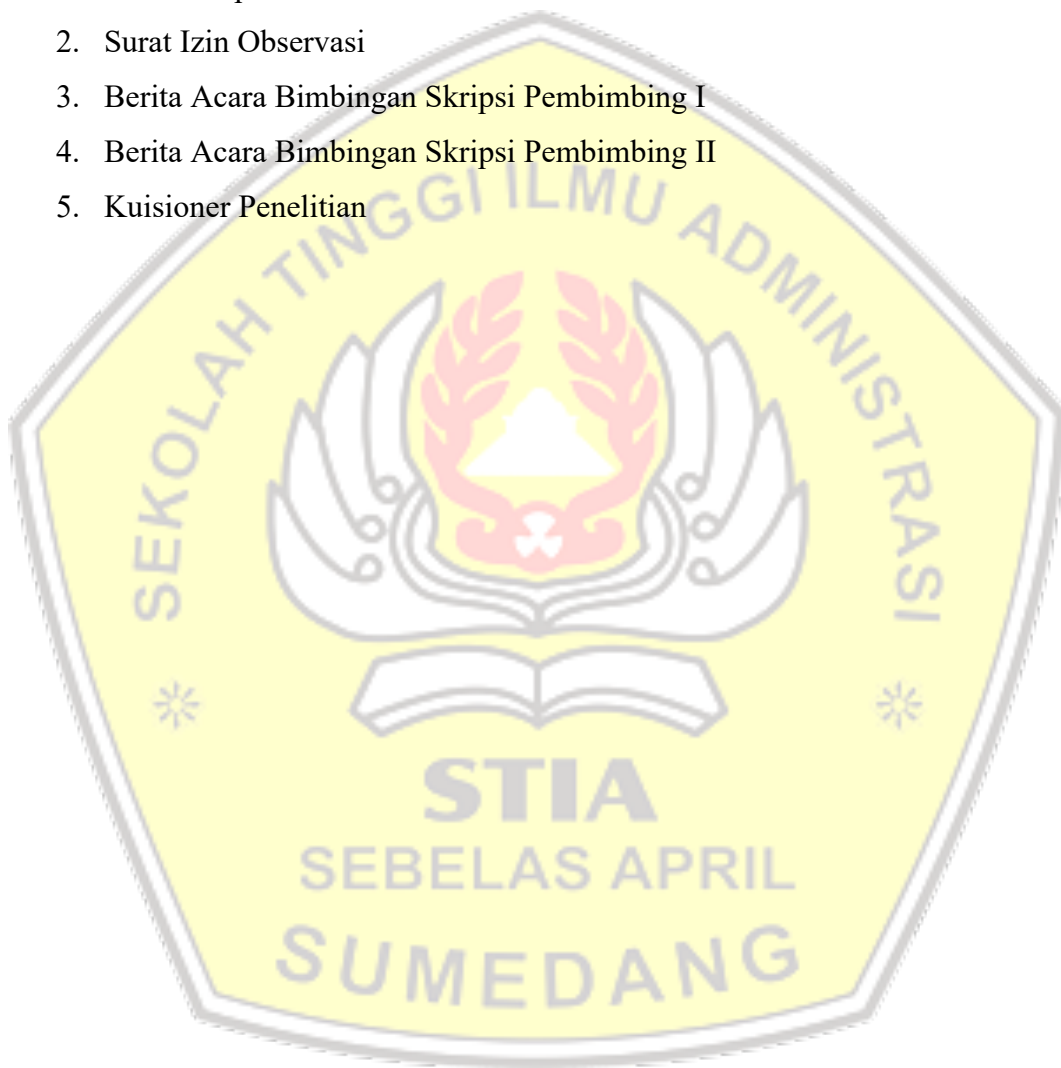 2. Surat Izin Observasi
3. Berita Acara Bimbingan Skripsi Pembimbing I
4. Berita Acara Bimbingan Skripsi Pembimbing II
5. Kuisioner Penelitian
SEKOLAH TINGGI ILMU ADMINISTRASI
STIA
SEBELAS APRIL
SUMEDANG